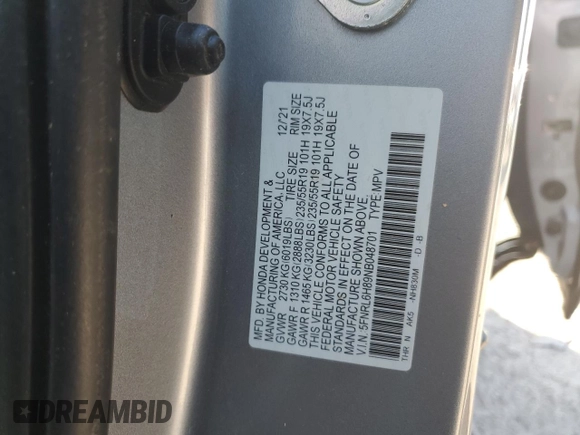 MFD. BY HONDA DEVELOPMENT &
MANUFACTURING OF AMERICA, LLC 12/21
GVWR 2730 KG(6019LBS) TIRE SIZE RIM SIZE
GAWR F 1310 KG(2888LBS)235/55R19 101H 19X7.5J
GAWR R 1465 KG(3230LBS)235/55R19 101H 19X7.5J
THIS VEHICLE CONFORMS TO ALL APPLICABLE
FEDERAL MOTOR VEHICLE SAFETY
STANDARDS IN EFFECT ON THE DATE OF
MANUFACTURE SHOWN ABOVE.
V.I.N. 5FNRL6H89NB048701 TYPE MPV
THR N AK5 -NH830M -D -B
DREAMBID